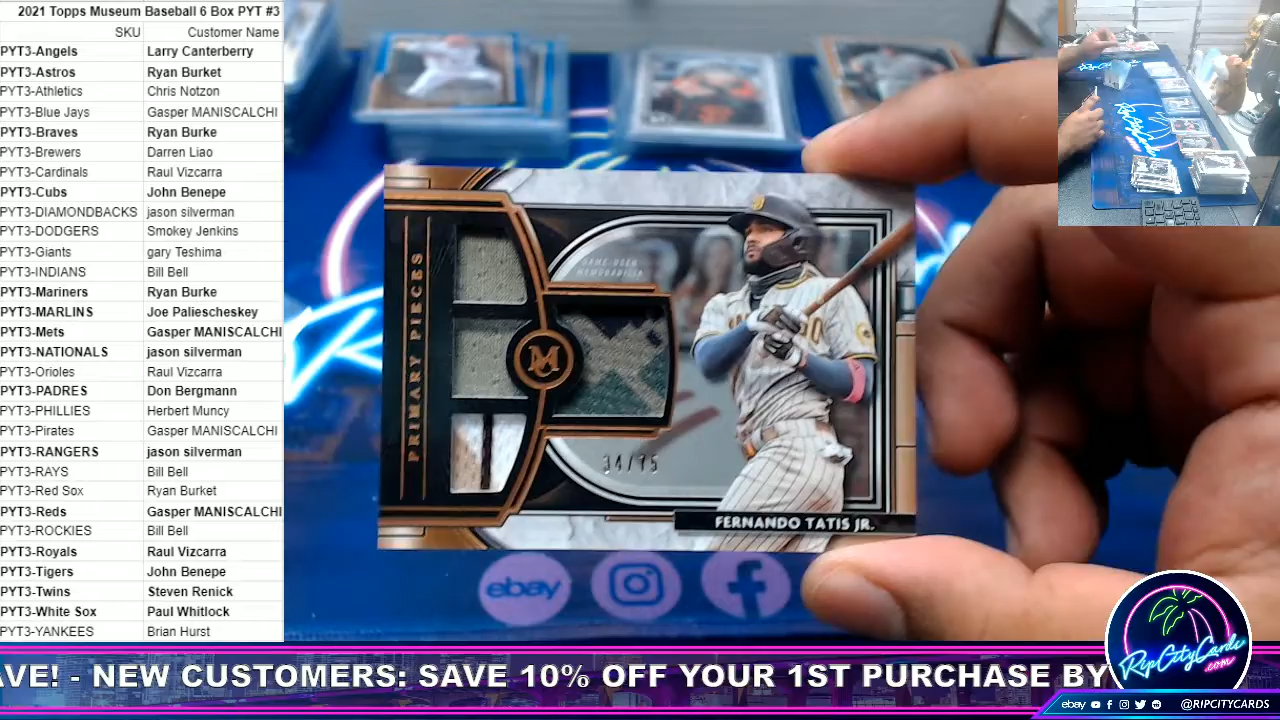 2021 Topps Museum Baseball 6 Box PYT #3
SKU Customer Name
PYT3-Angels Larry Canterberry
PYT3-Astros Ryan Burket
PYT3-Athletics Chris Notzon
PYT3-Blue Jays Gasper MANISCALCHI
PYT3-Braves Ryan Burke
PYT3-Brewers Darren Liao
PYT3-Cardinals Raul Vizcarra
PYT3-Cubs John Benepe
PYT3-DIAMONDBACKS jason silverman
PYT3-DODGERS Smokey Jenkins
PYT3-Giants gary Teshima
PYT3-INDIANS Bill Bell
PYT3-Mariners Ryan Burke
PYT3-MARLINS Joe Paliescheskey
PYT3-Mets Gasper MANISCALCHI
PYT3-NATIONALS jason silverman
PYT3-Orioles Raul Vizcarra
PYT3-PADRES Don Bergmann
PYT3-PHILLIES Herbert Muncy
PYT3-Pirates Gasper MANISCALCHI
PYT3-RANGERS jason silverman
PYT3-RAYS Bill Bell
PYT3-Red Sox Ryan Burket
PYT3-Reds Gasper MANISCALCHI
PYT3-ROCKIES Bill Bell
PYT3-Royals Raul Vizcarra
PYT3-Tigers John Benepe
PYT3-Twins Steven Renick
PYT3-White Sox Paul Whitlock
PYT3-YANKEES Brian Hurst
PRIMARY PIECES
GAME-USED
MEMORABILIA
MC
34/75
FERNANDO TATIS JR.
ebay
AVE! - NEW CUSTOMERS: SAVE 10% OFF YOUR 1ST PURCHASE BY
RipCityCards
.com
ebay @RIPCITYCARDS